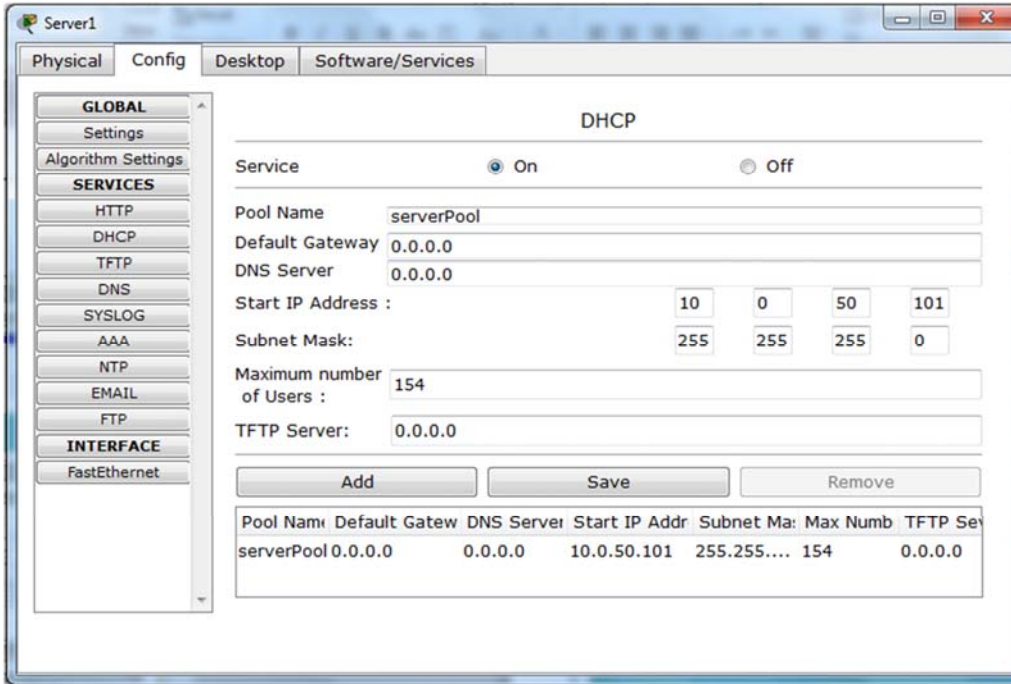 Server1
Physical Config Desktop Software/Services
GLOBAL
Settings
Algorithm Settings
SERVICES
HTTP
DHCP
TFTP
DNS
SYSLOG
AAA
NTP
EMAIL
FTP
INTERFACE
FastEthernet
DHCP
Service On Off
Pool Name serverPool
Default Gateway 0.0.0.0
DNS Server 0.0.0.0
Start IP Address : 10 0 50 101
Subnet Mask: 255 255 255 0
Maximum number
of Users : 154
TFTP Server: 0.0.0.0
Add Save Remove
Pool Name Default Gatew DNS Server Start IP Addr Subnet Ma: Max Numb TFTP Sev
serverPool 0.0.0.0 0.0.0.0 10.0.50.101 255.255.... 154 0.0.0.0